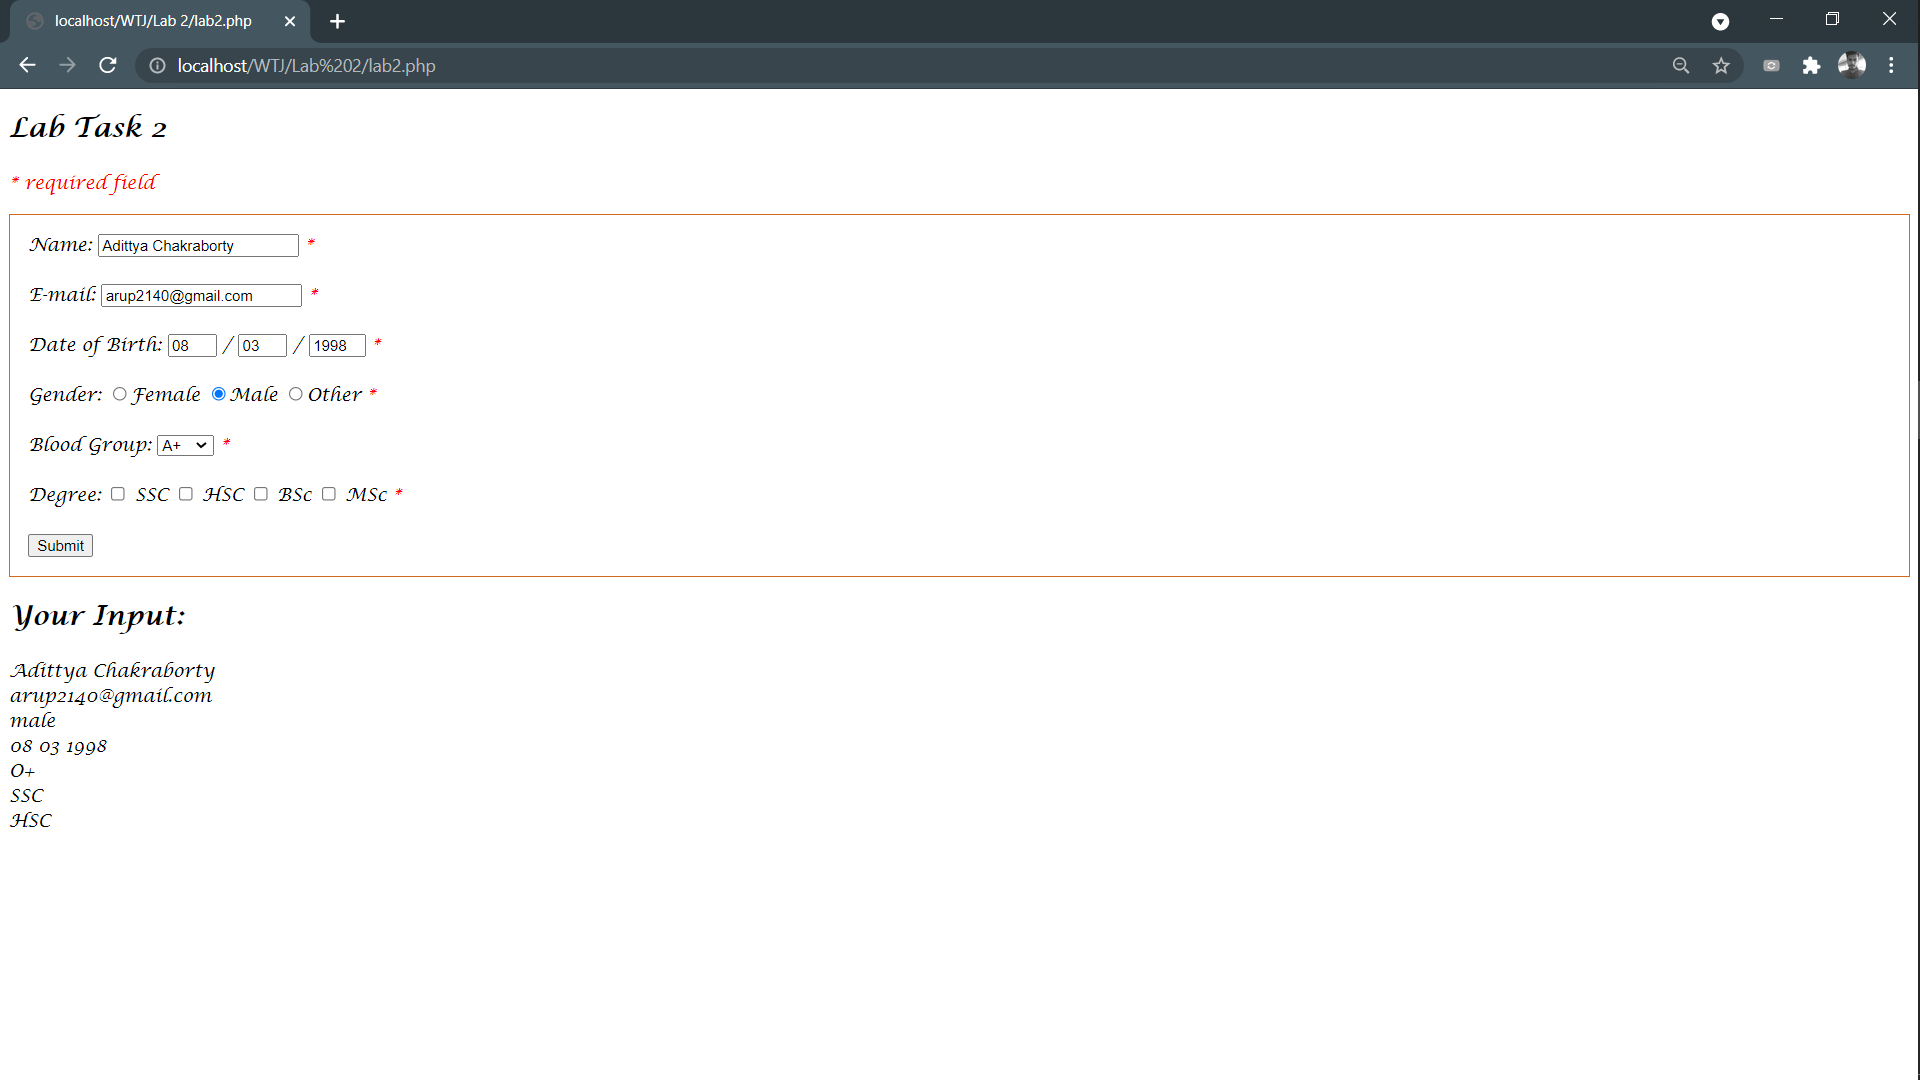 localhost/WTJ/Lab 2/lab2.php
localhost/WTJ/Lab%202/lab2.php
Lab Task 2
* required field
Name: Adittya Chakraborty *
E-mail: arup2140@gmail.com *
Date of Birth: 08 / 03 / 1998 *
Gender: Female Male Other *
Blood Group: A+ *
Degree: SSC HSC BSc MSc *
Submit
Your Input:
Adittya Chakraborty
arup2140@gmail.com
male
08 03 1998
O+
SSC
HSC